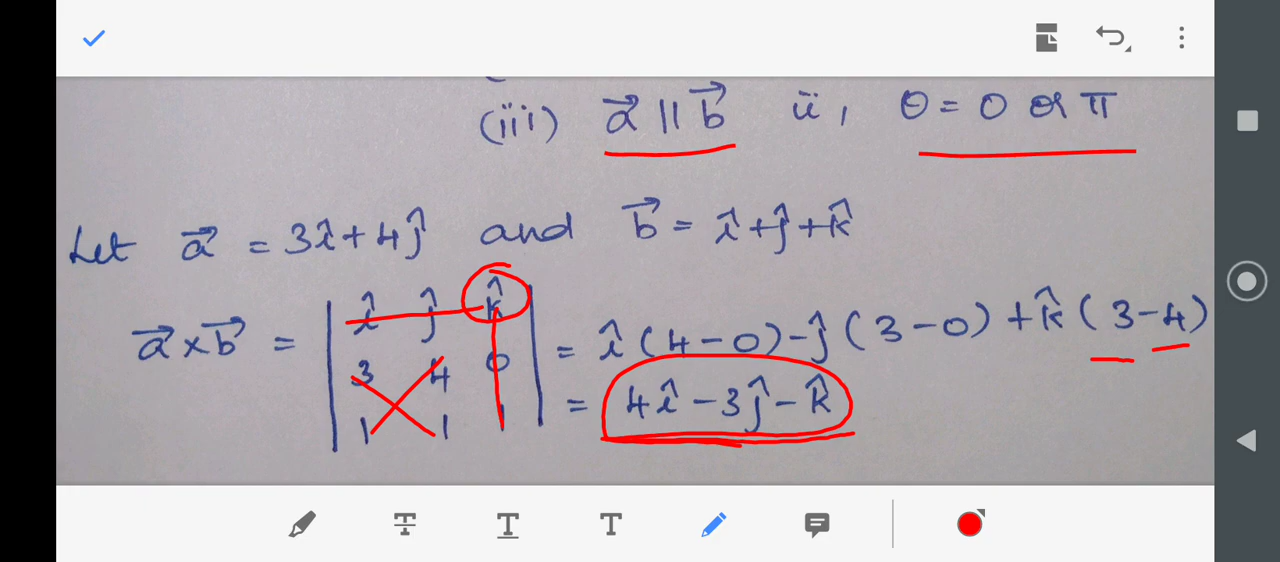 (iii) a⃗ || b⃗ ii, θ = 0 or π
Let a⃗ = 3î + 4ĵ and b⃗ = î + ĵ + k̂
a⃗ × b⃗ = | î ĵ k̂ | = î (4 - 0) - ĵ (3 - 0) + k̂ (3 - 4)
3 4 0
1 1 1
= 4î - 3ĵ - k̂